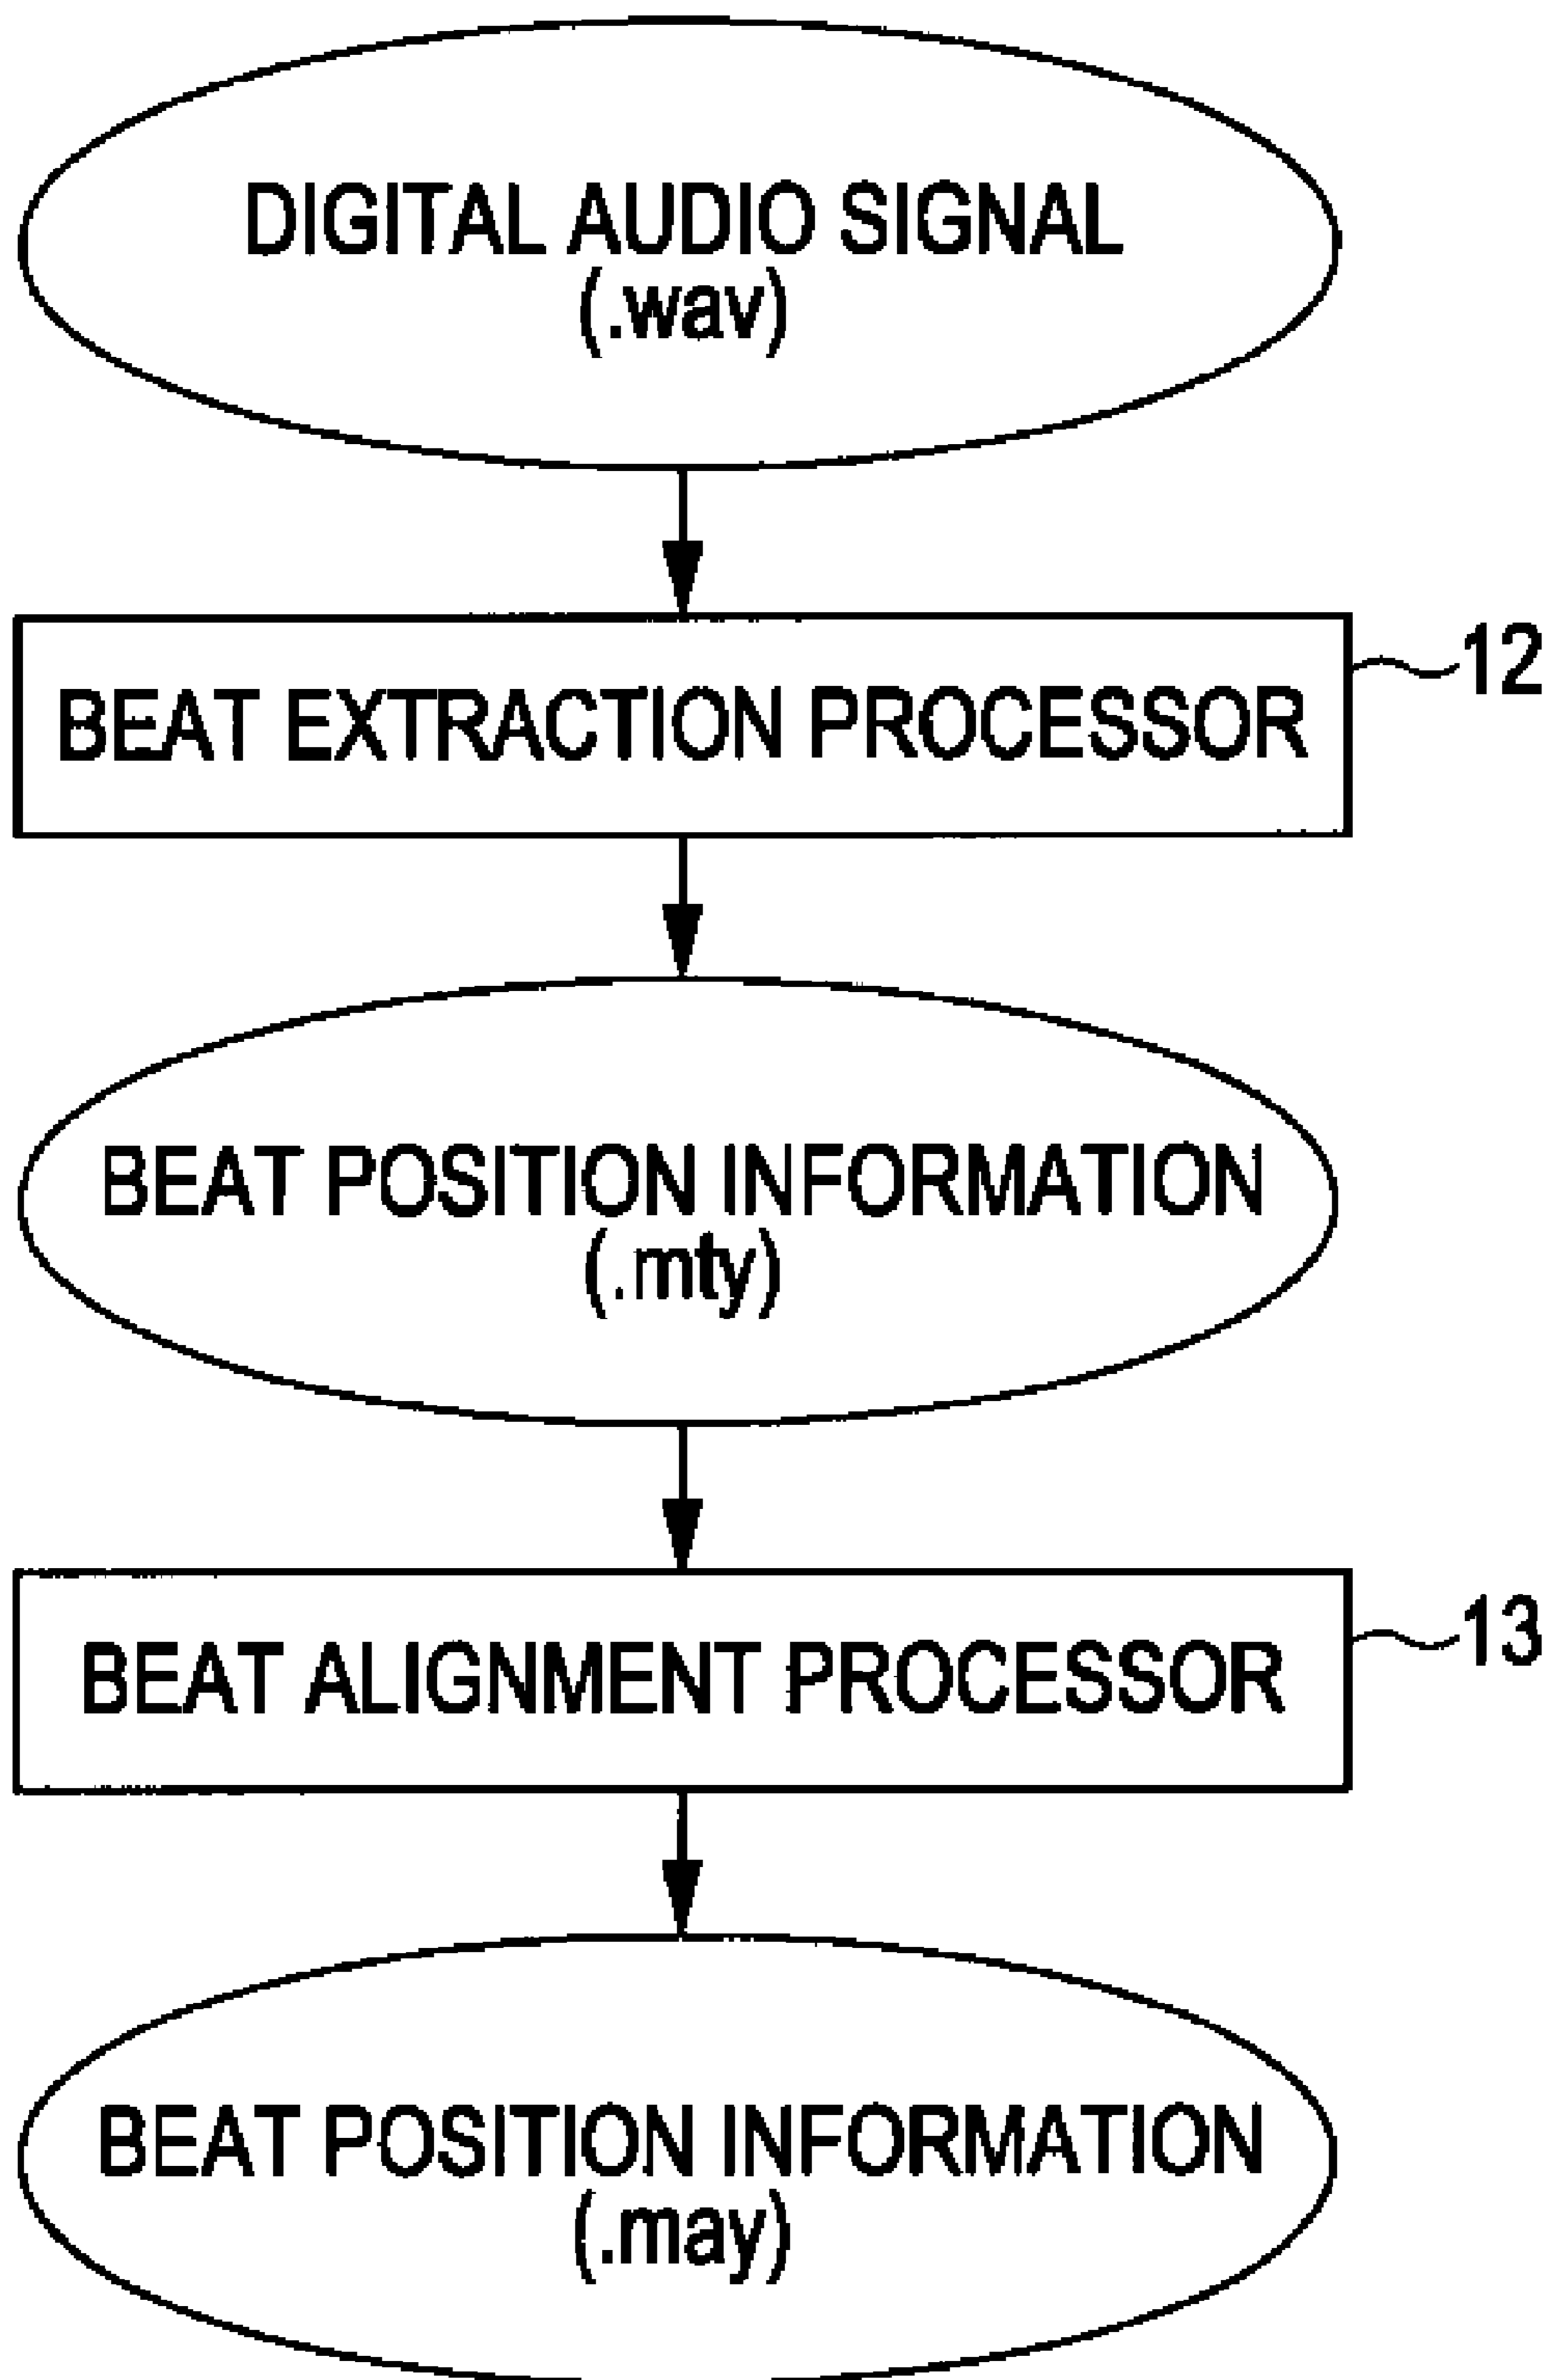 DIGITAL AUDIO SIGNAL
(.wav)
12
BEAT EXTRACTION PROCESSOR
BEAT POSITION INFORMATION
(.mty)
13
BEAT ALIGNMENT PROCESSOR
BEAT POSITION INFORMATION
(.may)